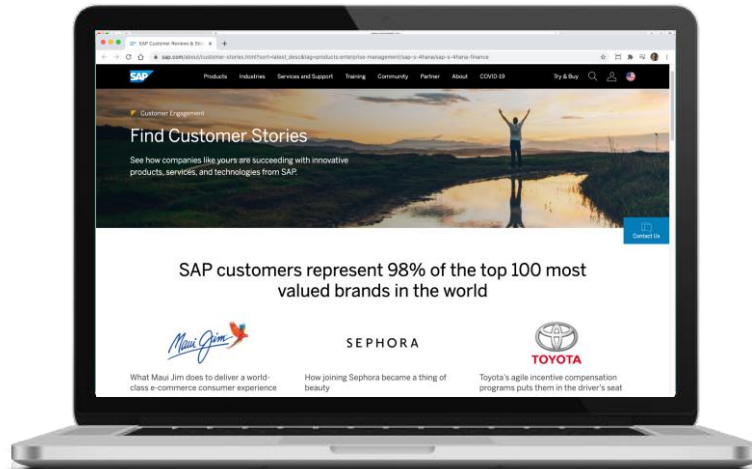 SAP Customer Reviews & Sto
sap.com/about/customer-stories.html?sort=latest_desc&tag=products:enterprise-management/sap-s-4hana/sap-s-4hana-finance
SAP Products Industries Services and Support Training Community Partner About COVID-19 Try & Buy
Customer Engagement
Find Customer Stories
See how companies like yours are succeeding with innovative
products, services, and technologies from SAP.
Contact Us
SAP customers represent 98% of the top 100 most
valued brands in the world
Maui Jim SEPHORA TOYOTA
What Maui Jim does to deliver a world-
class e-commerce consumer experience
How joining Sephora became a thing of
beauty
Toyota's agile incentive compensation
programs puts them in the driver's seat